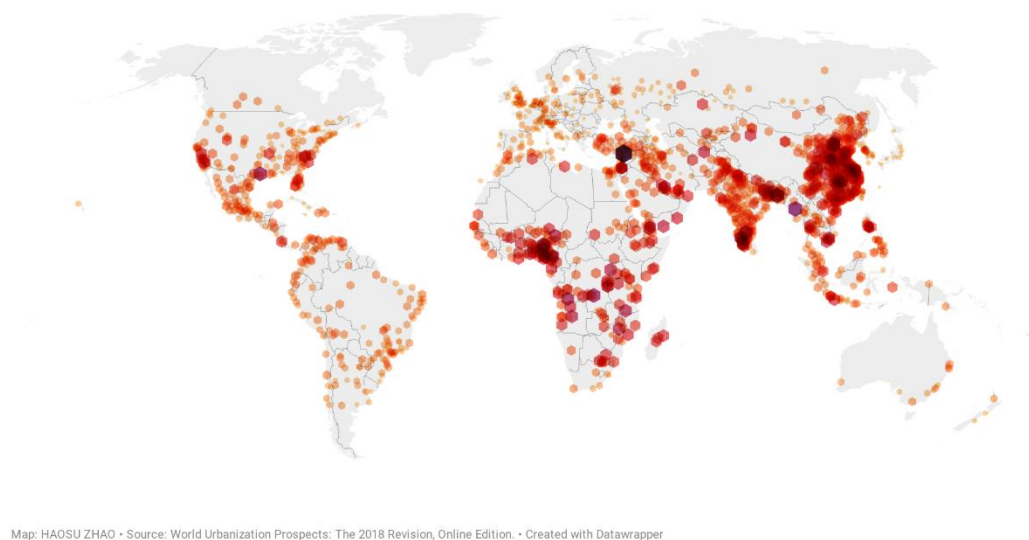 Map: HAOSU ZHAO • Source: World Urbanization Prospects: The 2018 Revision, Online Edition. • Created with Datawrapper